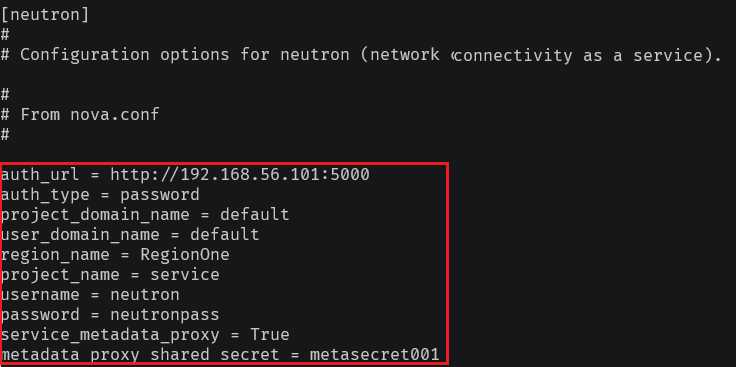 [neutron]
#
# Configuration options for neutron (network connectivity as a service).
#
# From nova.conf
#
auth_url = http://192.168.56.101:5000
auth_type = password
project_domain_name = default
user_domain_name = default
region_name = RegionOne
project_name = service
username = neutron
password = neutronpass
service_metadata_proxy = True
metadata_proxy_shared_secret = metasecret001